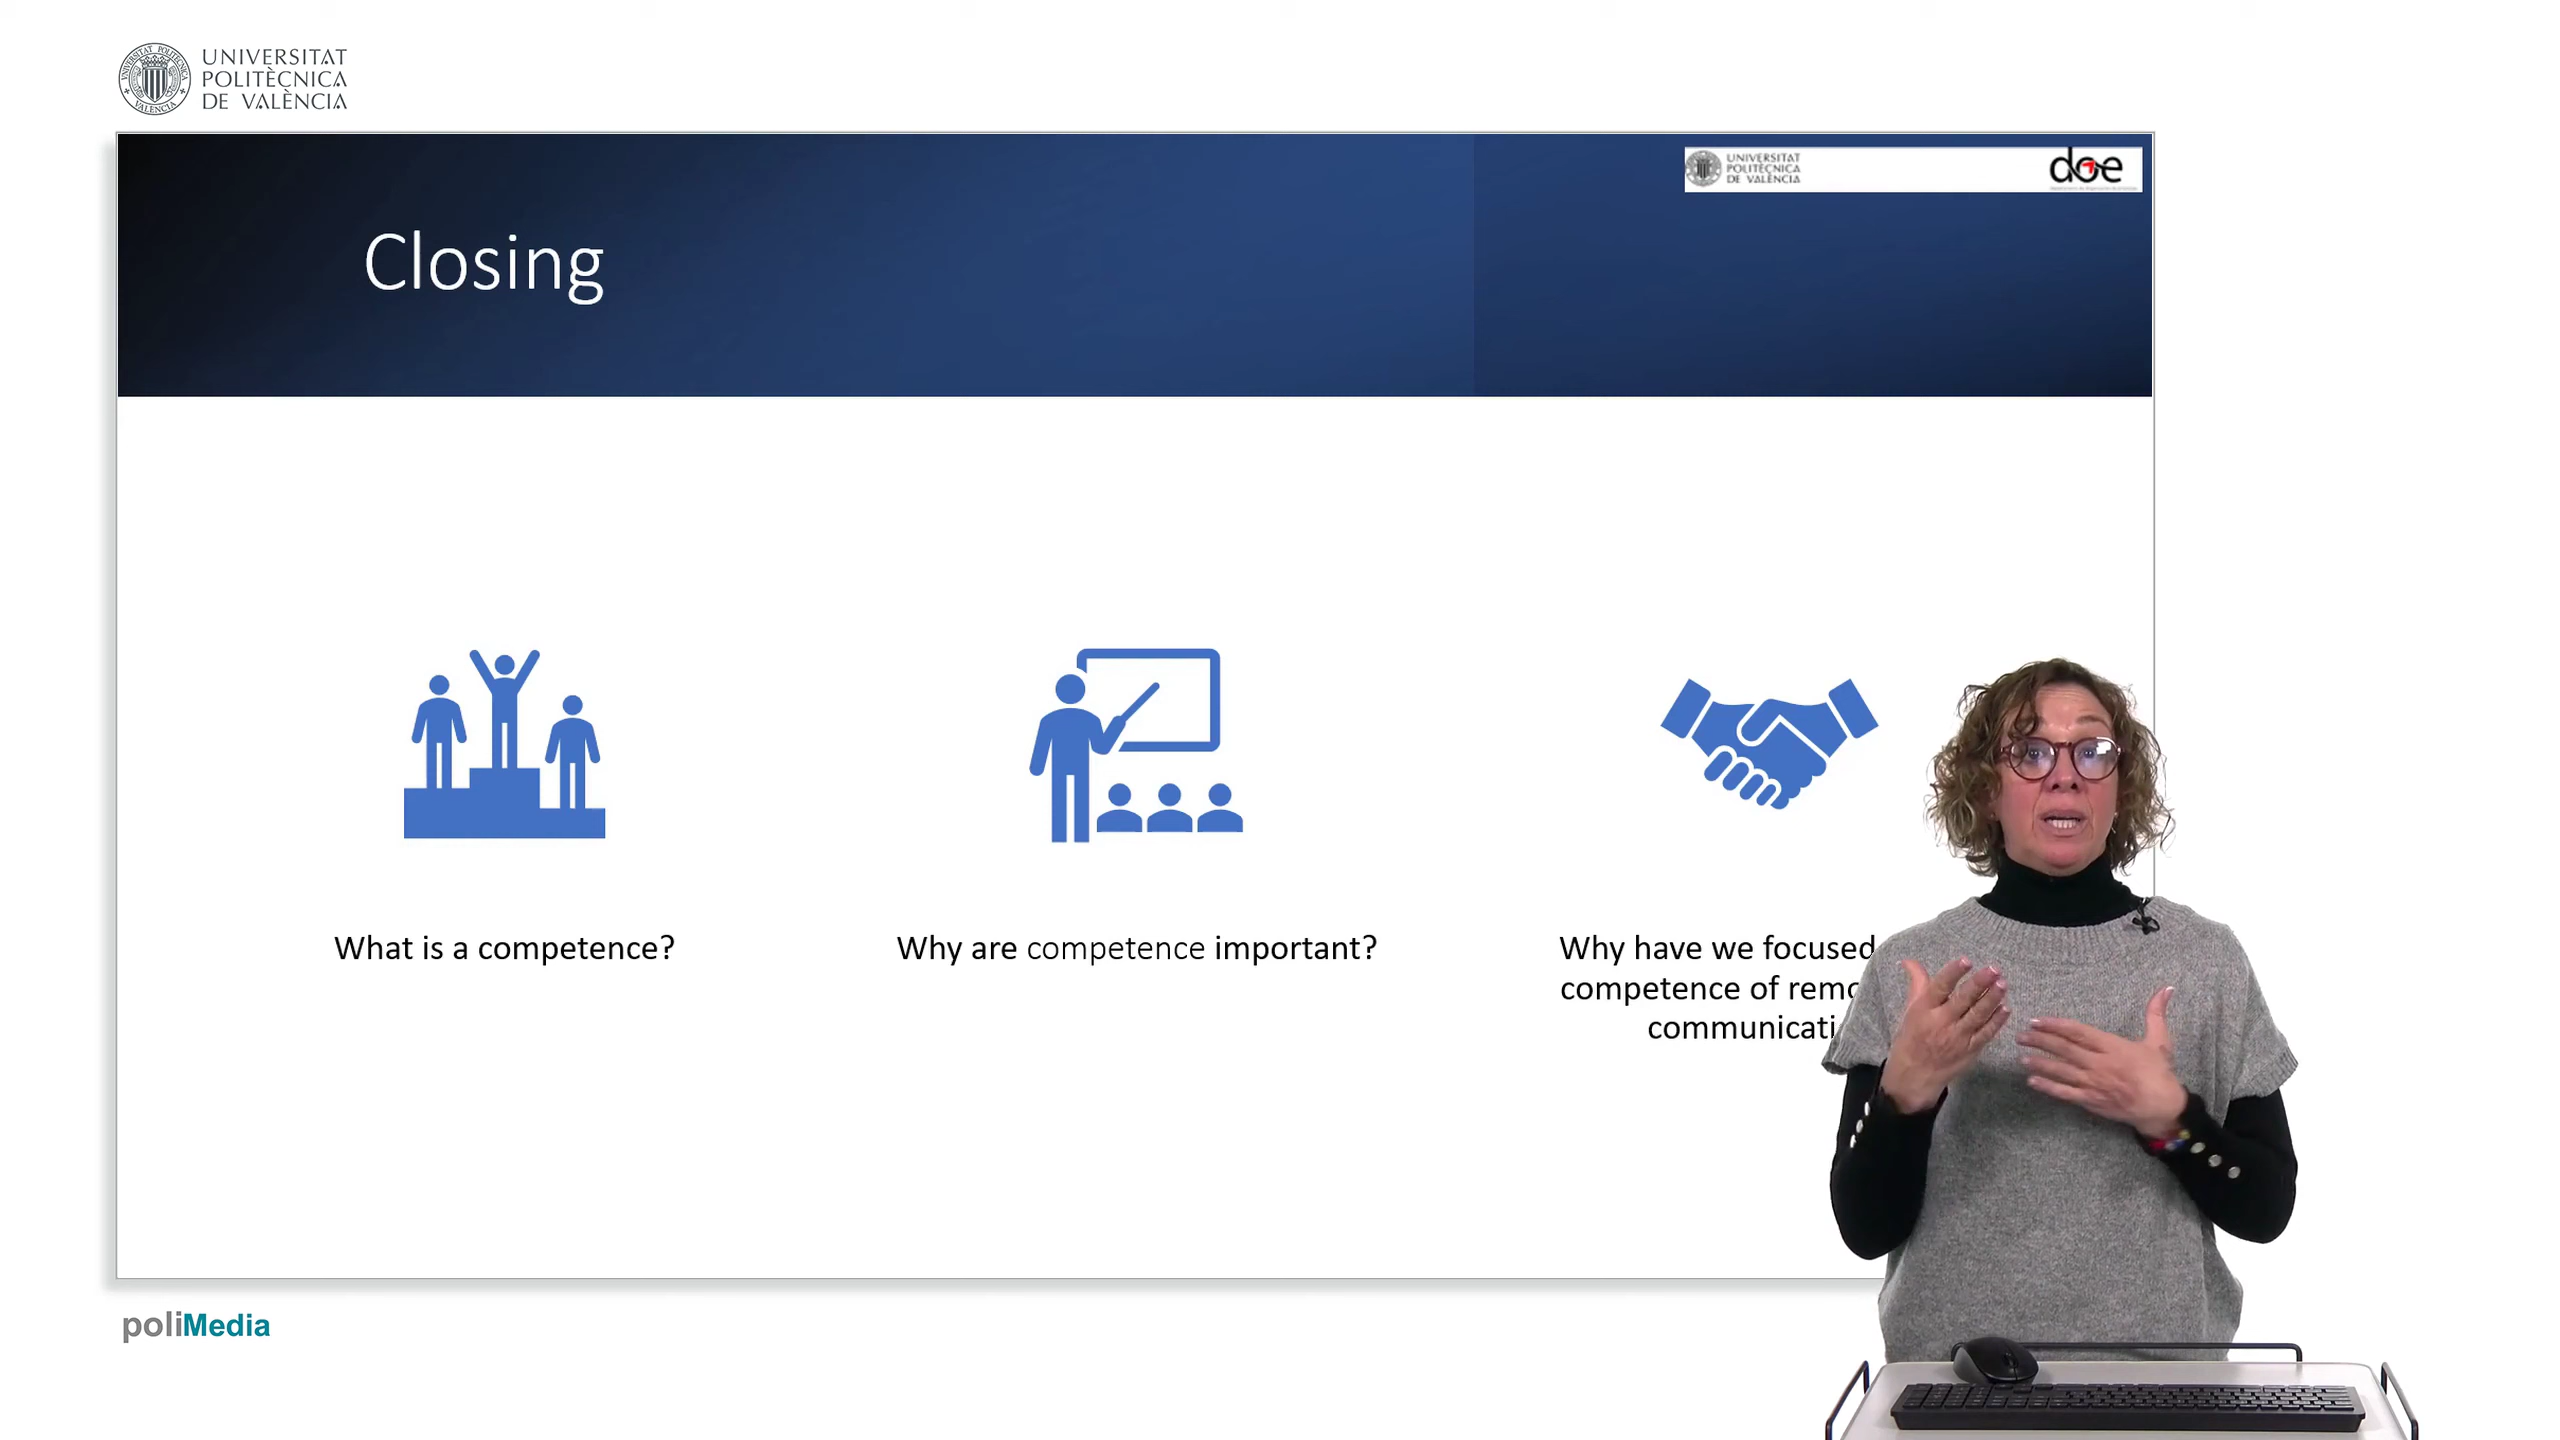 UNIVERSITAT
POLITÈCNICA
DE VALÈNCIA
UNIVERSITAT
POLITÈCNICA
DE VALÈNCIA
doe
Closing
What is a competence?
Why are competence important?
Why have we focused
competence of
poliMedia